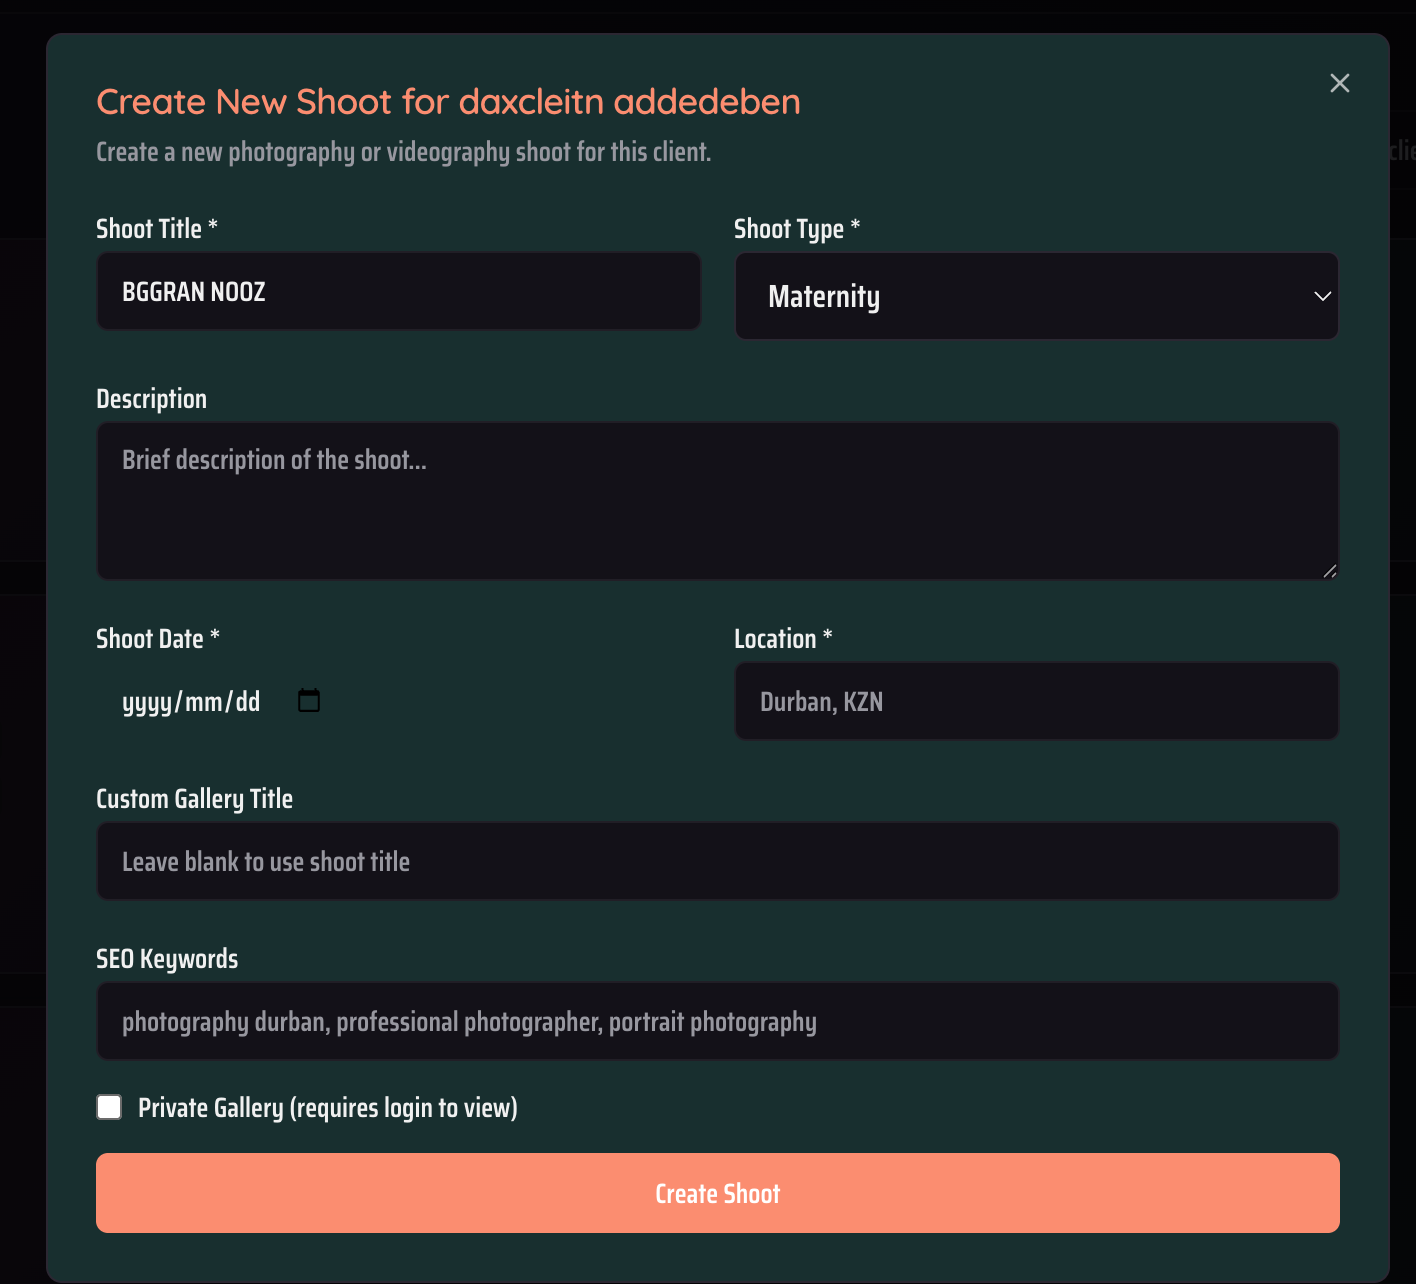 Create New Shoot for daxcleitn addedeben
Create a new photography or videography shoot for this client.
Shoot Title *
Shoot Type *
BGGRAN NOOZ
Maternity
Description
Brief description of the shoot...
Shoot Date *
Location *
yyyy/mm/dd
Durban, KZN
Custom Gallery Title
Leave blank to use shoot title
SEO Keywords
photography durban, professional photographer, portrait photography
Private Gallery (requires login to view)
Create Shoot